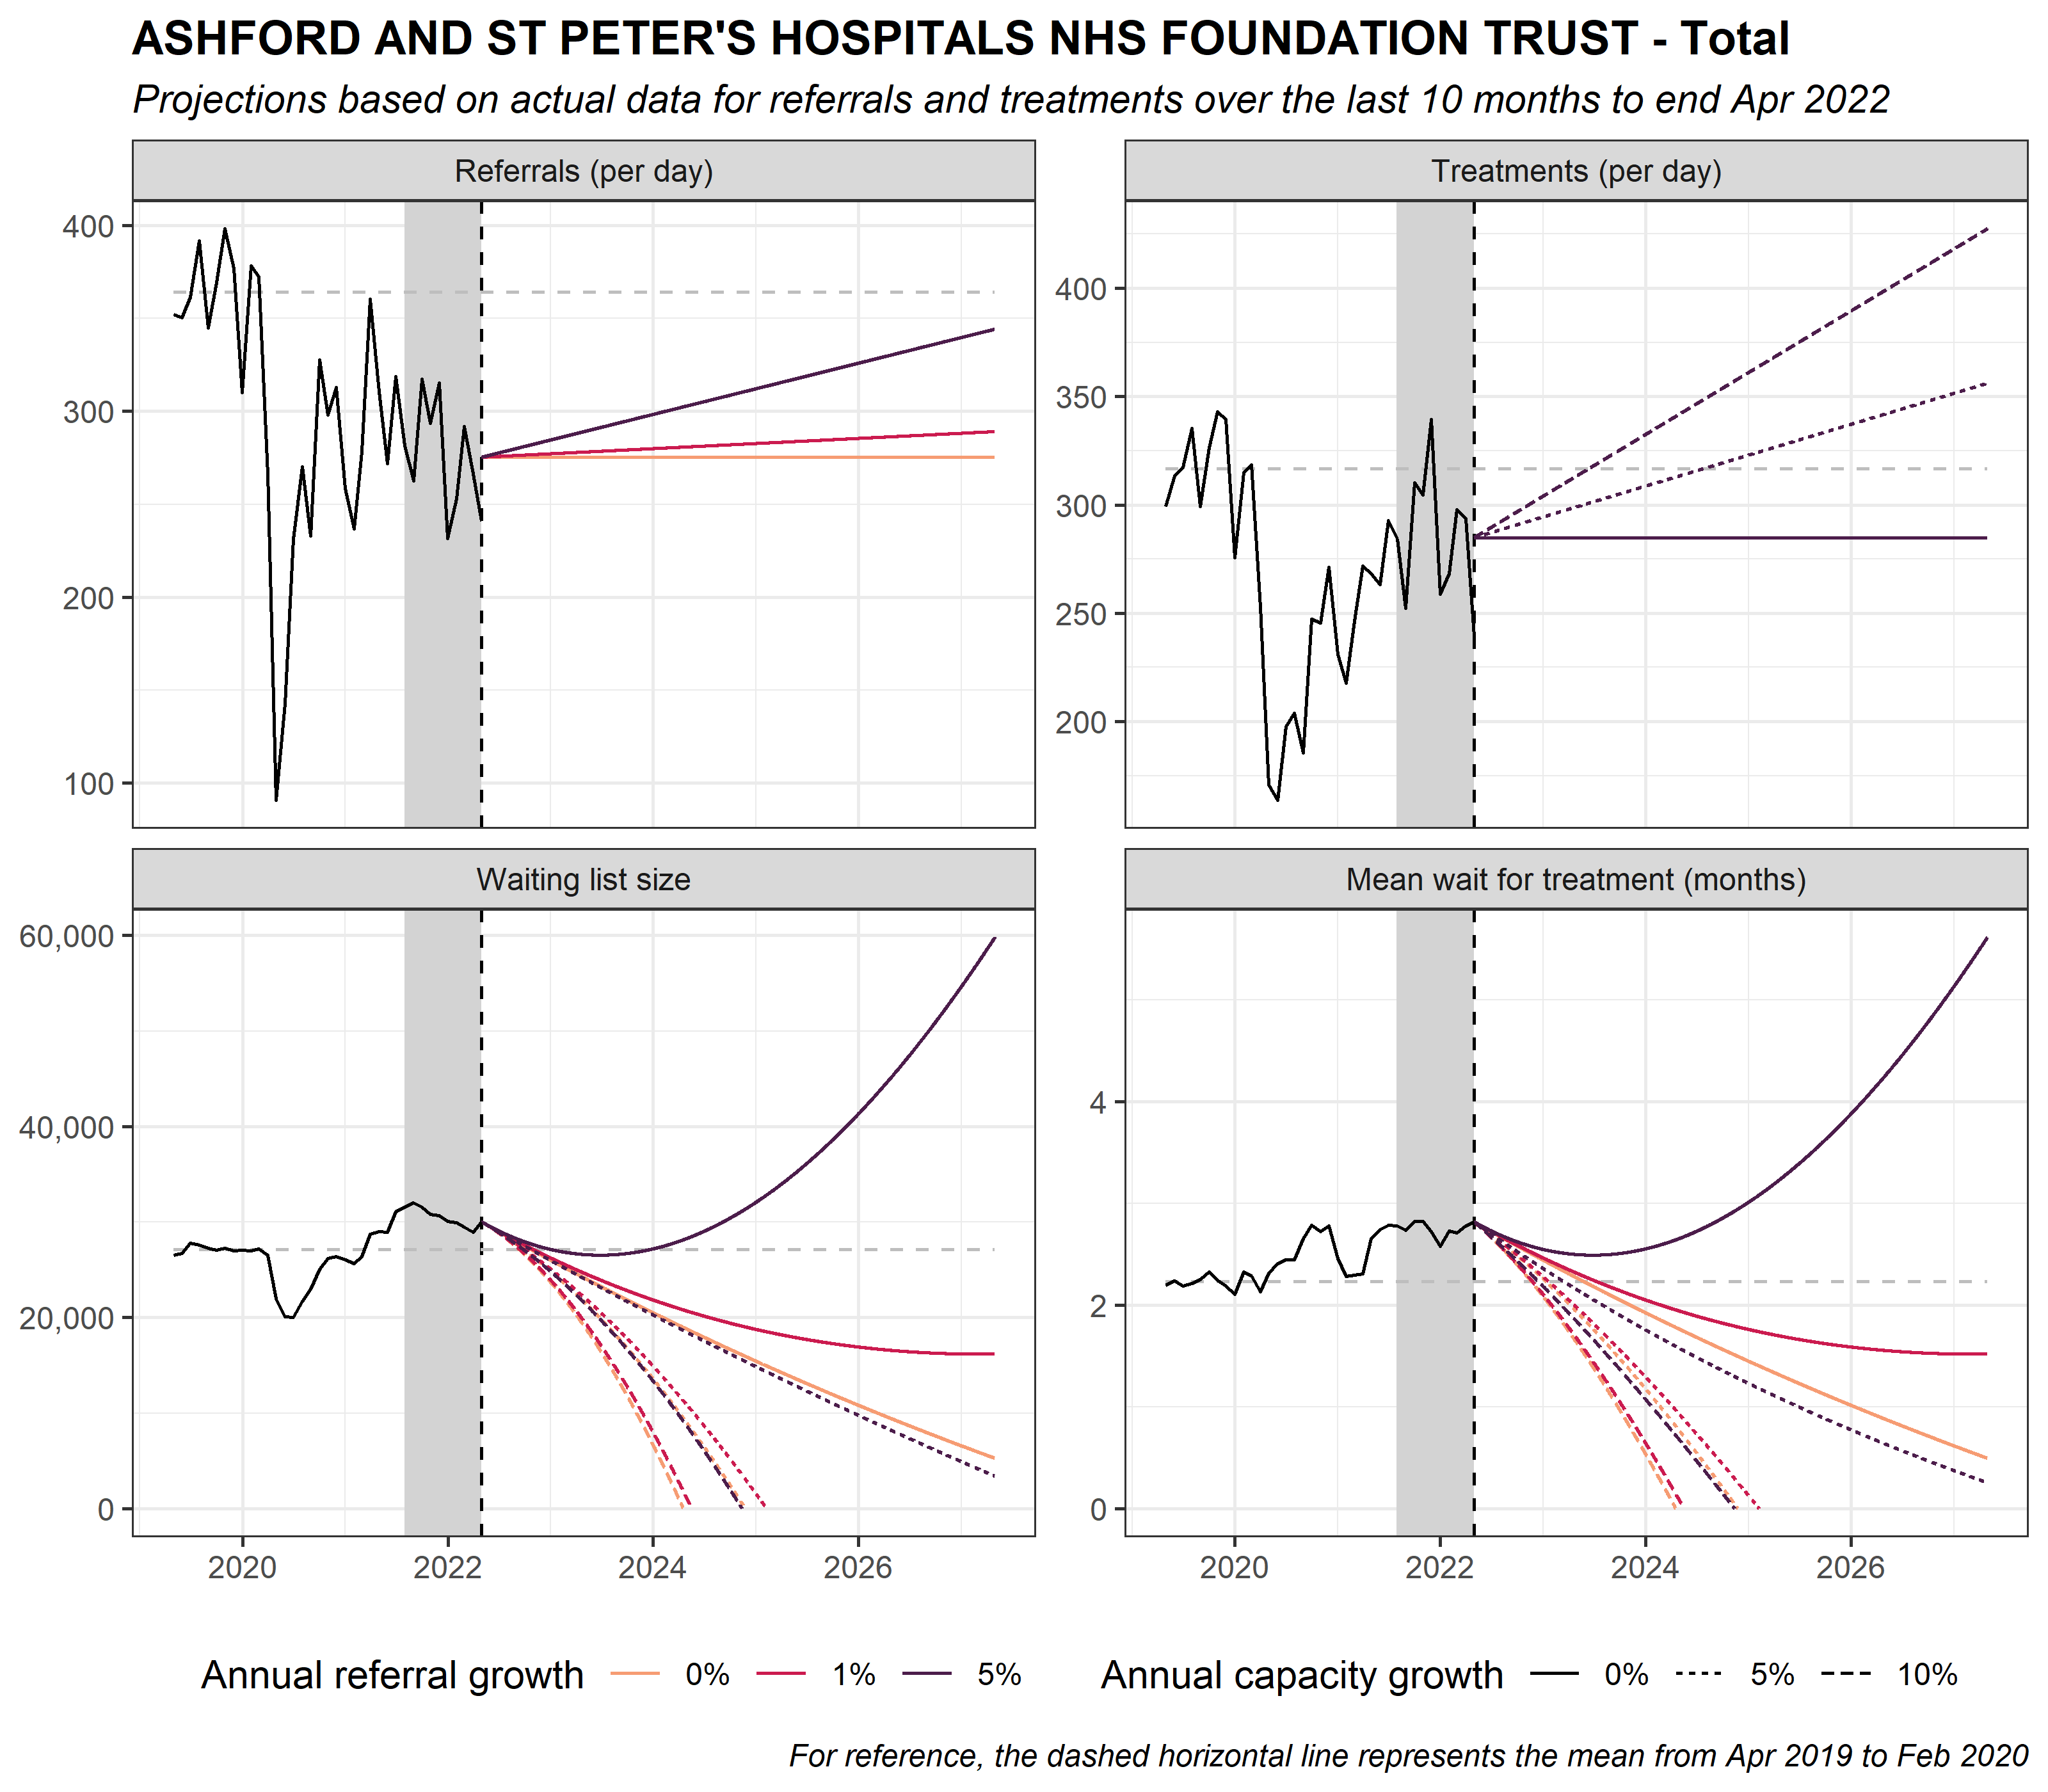 ASHFORD AND ST PETER'S HOSPITALS NHS FOUNDATION TRUST - Total
Projections based on actual data for referrals and treatments over the last 10 months to end Apr 2022
Referrals (per day)
400
300
200
100
Treatments (per day)
400
350
300
250
200
Waiting list size
60,000
40,000
20,000
0
2020 2022 2024 2026
Mean wait for treatment (months)
4
2
0
2020 2022 2024 2026
Annual referral growth 0% 1% 5%
Annual capacity growth 0% 5% 10%
For reference, the dashed horizontal line represents the mean from Apr 2019 to Feb 2020